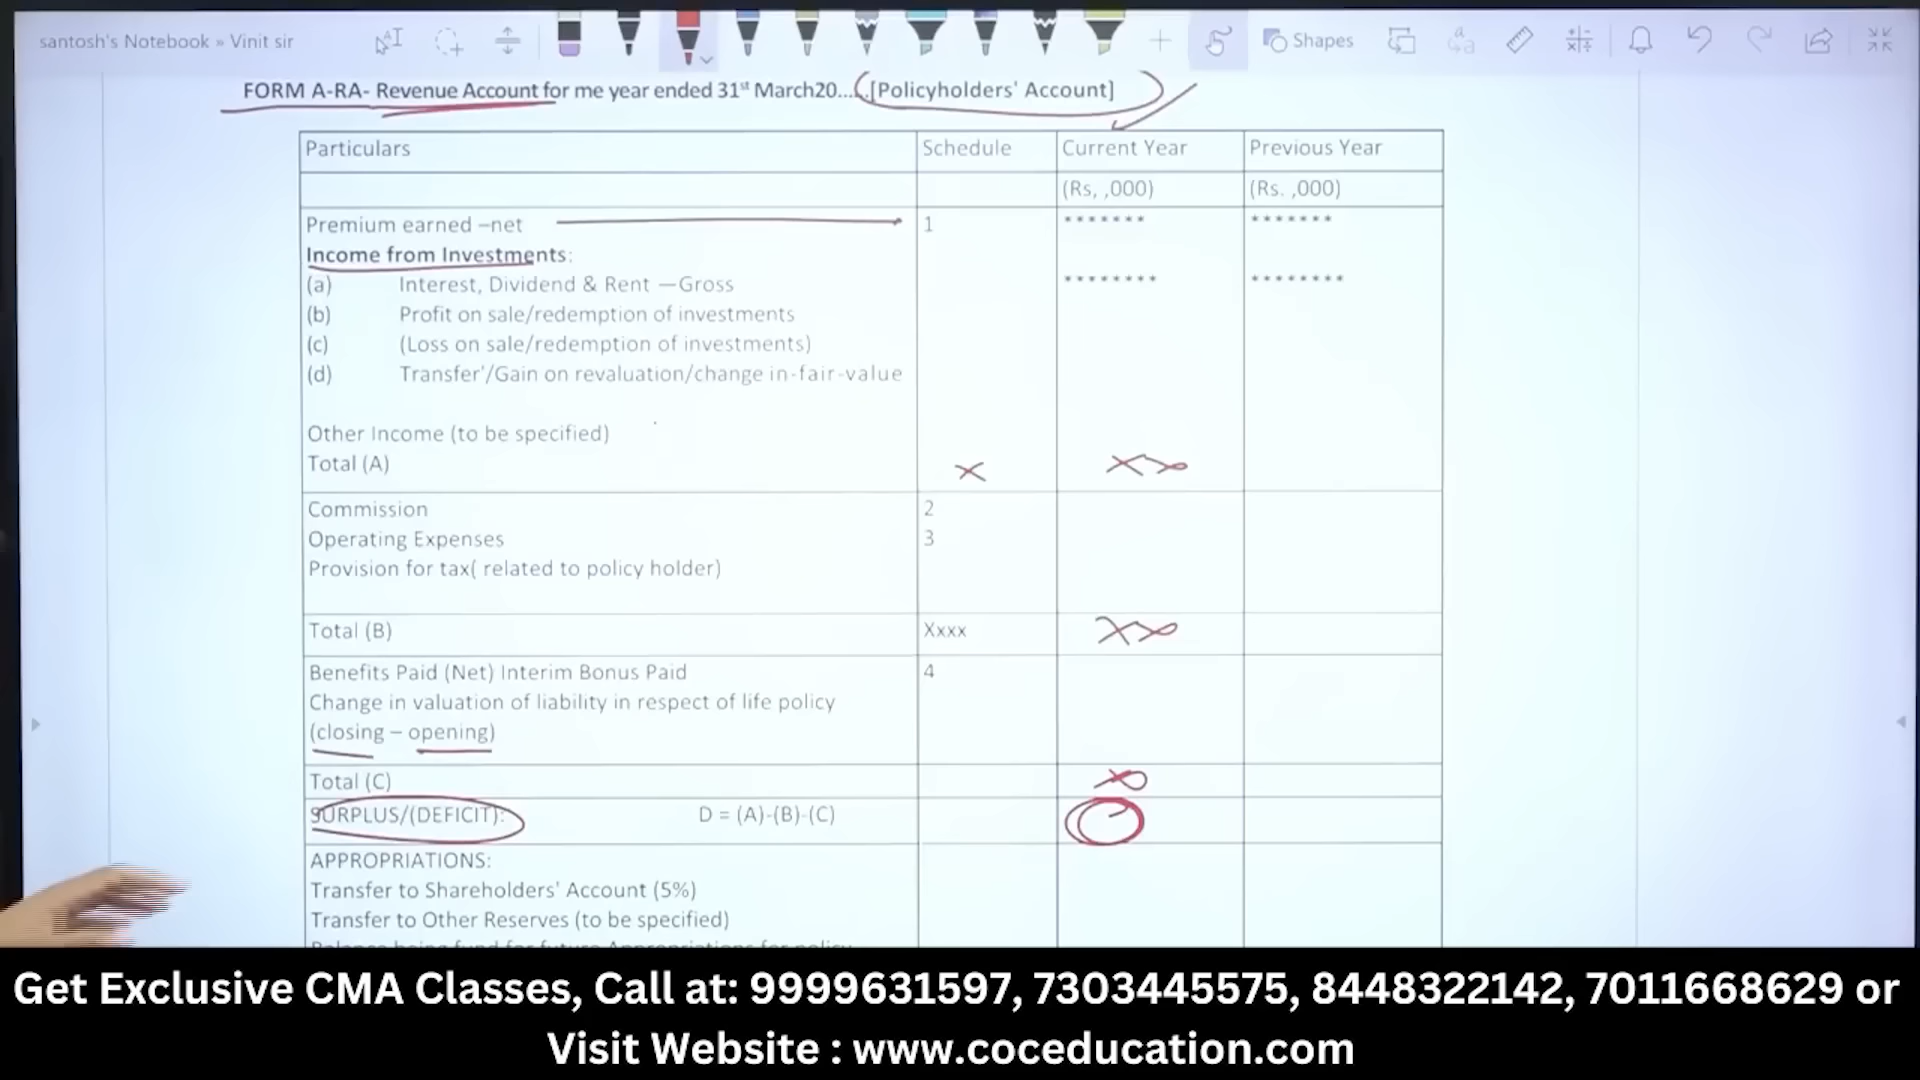 santosh's Notebook » Vinit sir
Shapes
FORM A-RA- Revenue Account for me year ended 31st March20.... [Policyholders' Account]
Particulars Schedule Current Year Previous Year
(Rs, ,000) (Rs. ,000)
Premium earned –net 1 ******* *******
Income from Investments:
(a) Interest, Dividend & Rent —Gross ******** ********
(b) Profit on sale/redemption of investments
(c) (Loss on sale/redemption of investments)
(d) Transfer'/Gain on revaluation/change in-fair-value
Other Income (to be specified)
Total (A) x xx
Commission 2
Operating Expenses 3
Provision for tax( related to policy holder)
Total (B) Xxxx xx
Benefits Paid (Net) Interim Bonus Paid 4
Change in valuation of liability in respect of life policy
(closing – opening)
Total (C)
SURPLUS/(DEFICIT): D = (A)-(B)-(C)
APPROPRIATIONS:
Transfer to Shareholders' Account (5%)
Transfer to Other Reserves (to be specified)
Get Exclusive CMA Classes, Call at: 9999631597, 7303445575, 8448322142, 7011668629 or
Visit Website : www.coceducation.com